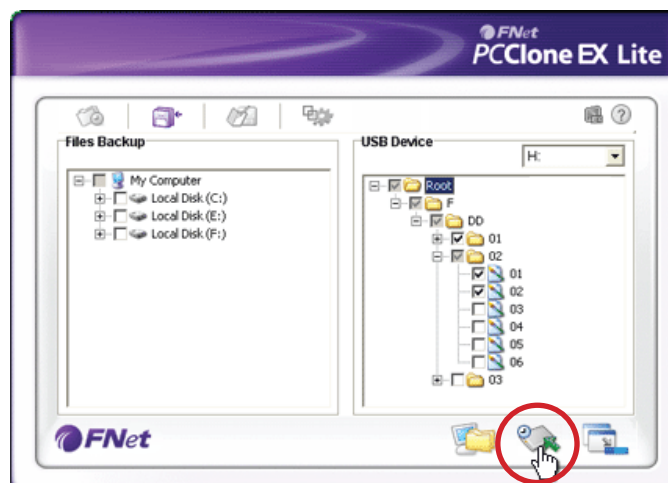 FNet
PCClone EX Lite
Files Backup
USB Device
H:
My Computer
Local Disk (C:)
Local Disk (E:)
Local Disk (F:)
Root
F
DD
01
02
01
02
03
04
05
06
03
FNet